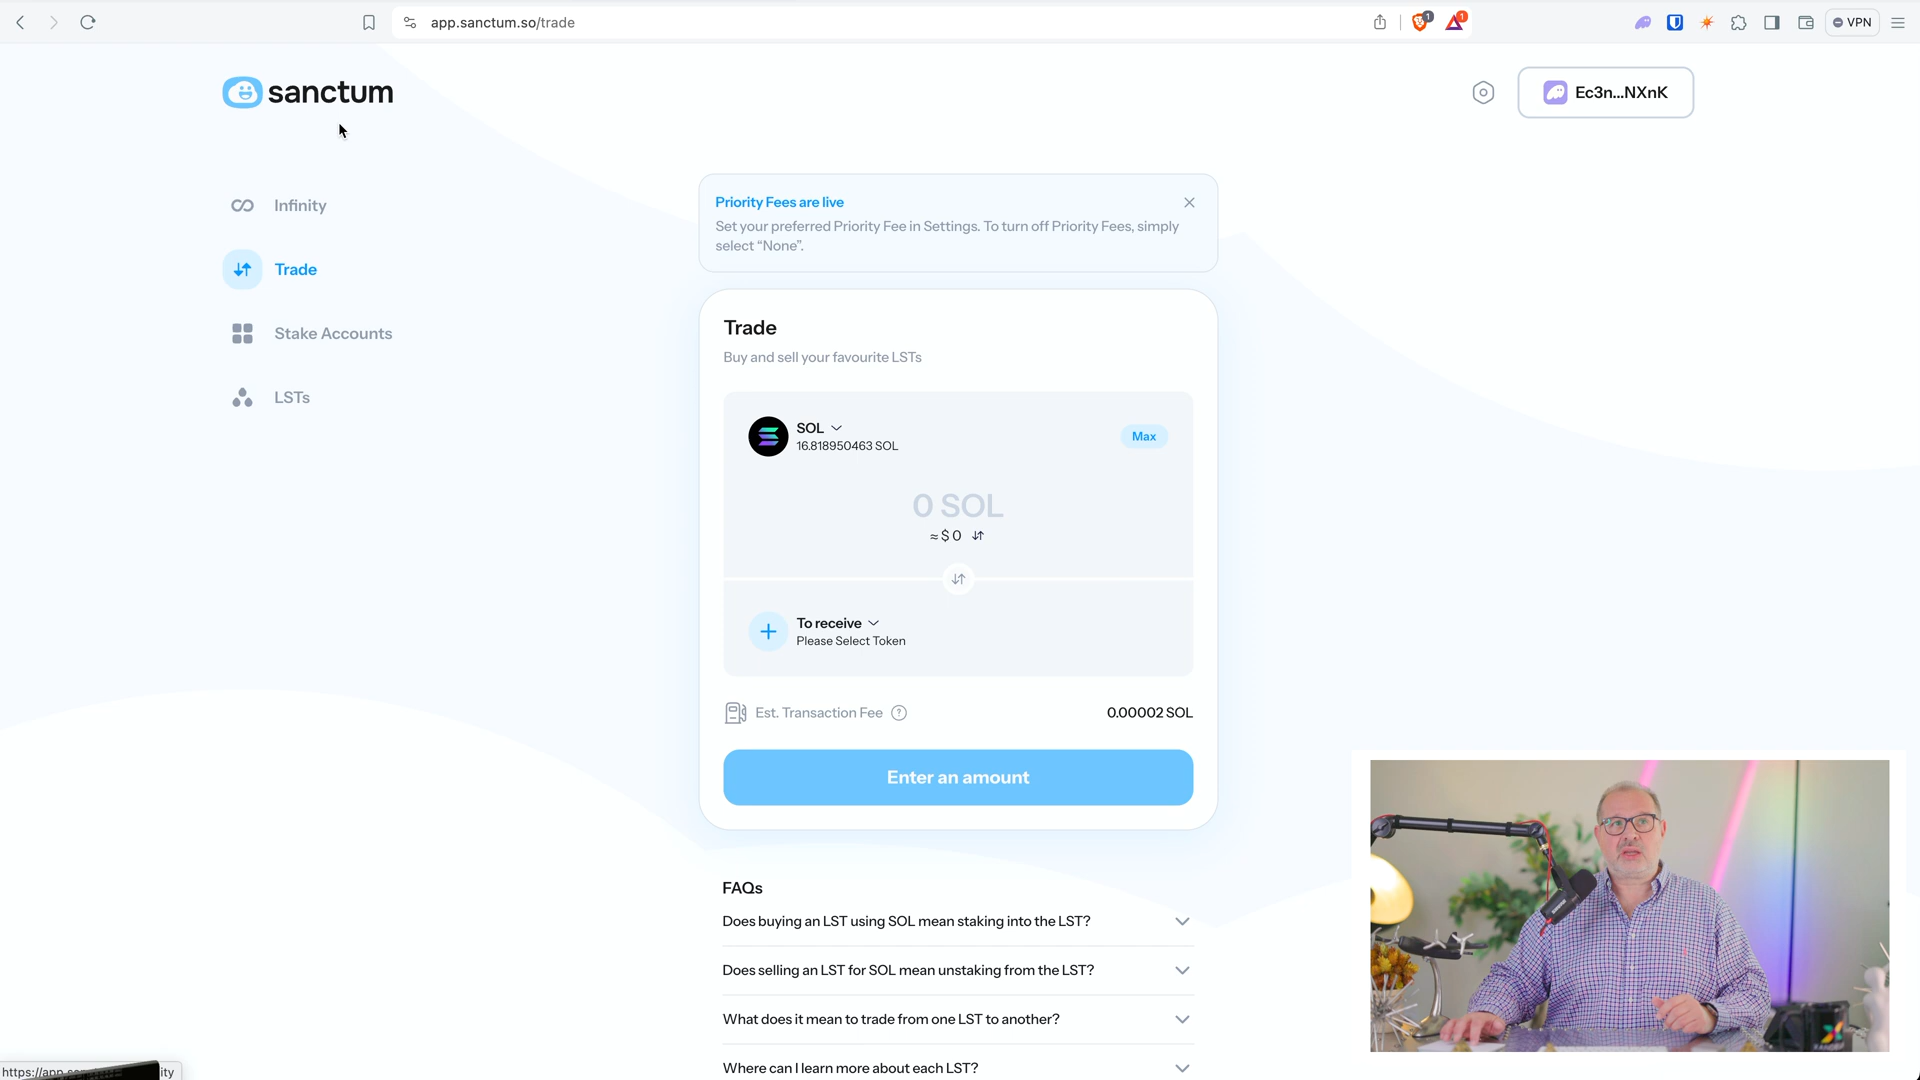 app.sanctum.so/trade
1
1
VPN
sanctum
Ec3n...NXnK
Infinity
Trade
Stake Accounts
LSTs
Priority Fees are live
Set your preferred Priority Fee in Settings. To turn off Priority Fees, simply
select “None”.
Trade
Buy and sell your favourite LSTs
SOL
16.818950463 SOL
Max
0 SOL
≈$ 0
To receive
Please Select Token
Est. Transaction Fee ?
0.00002 SOL
Enter an amount
FAQs
Does buying an LST using SOL mean staking into the LST?
Does selling an LST for SOL mean unstaking from the LST?
What does it mean to trade from one LST to another?
Where can I learn more about each LST?